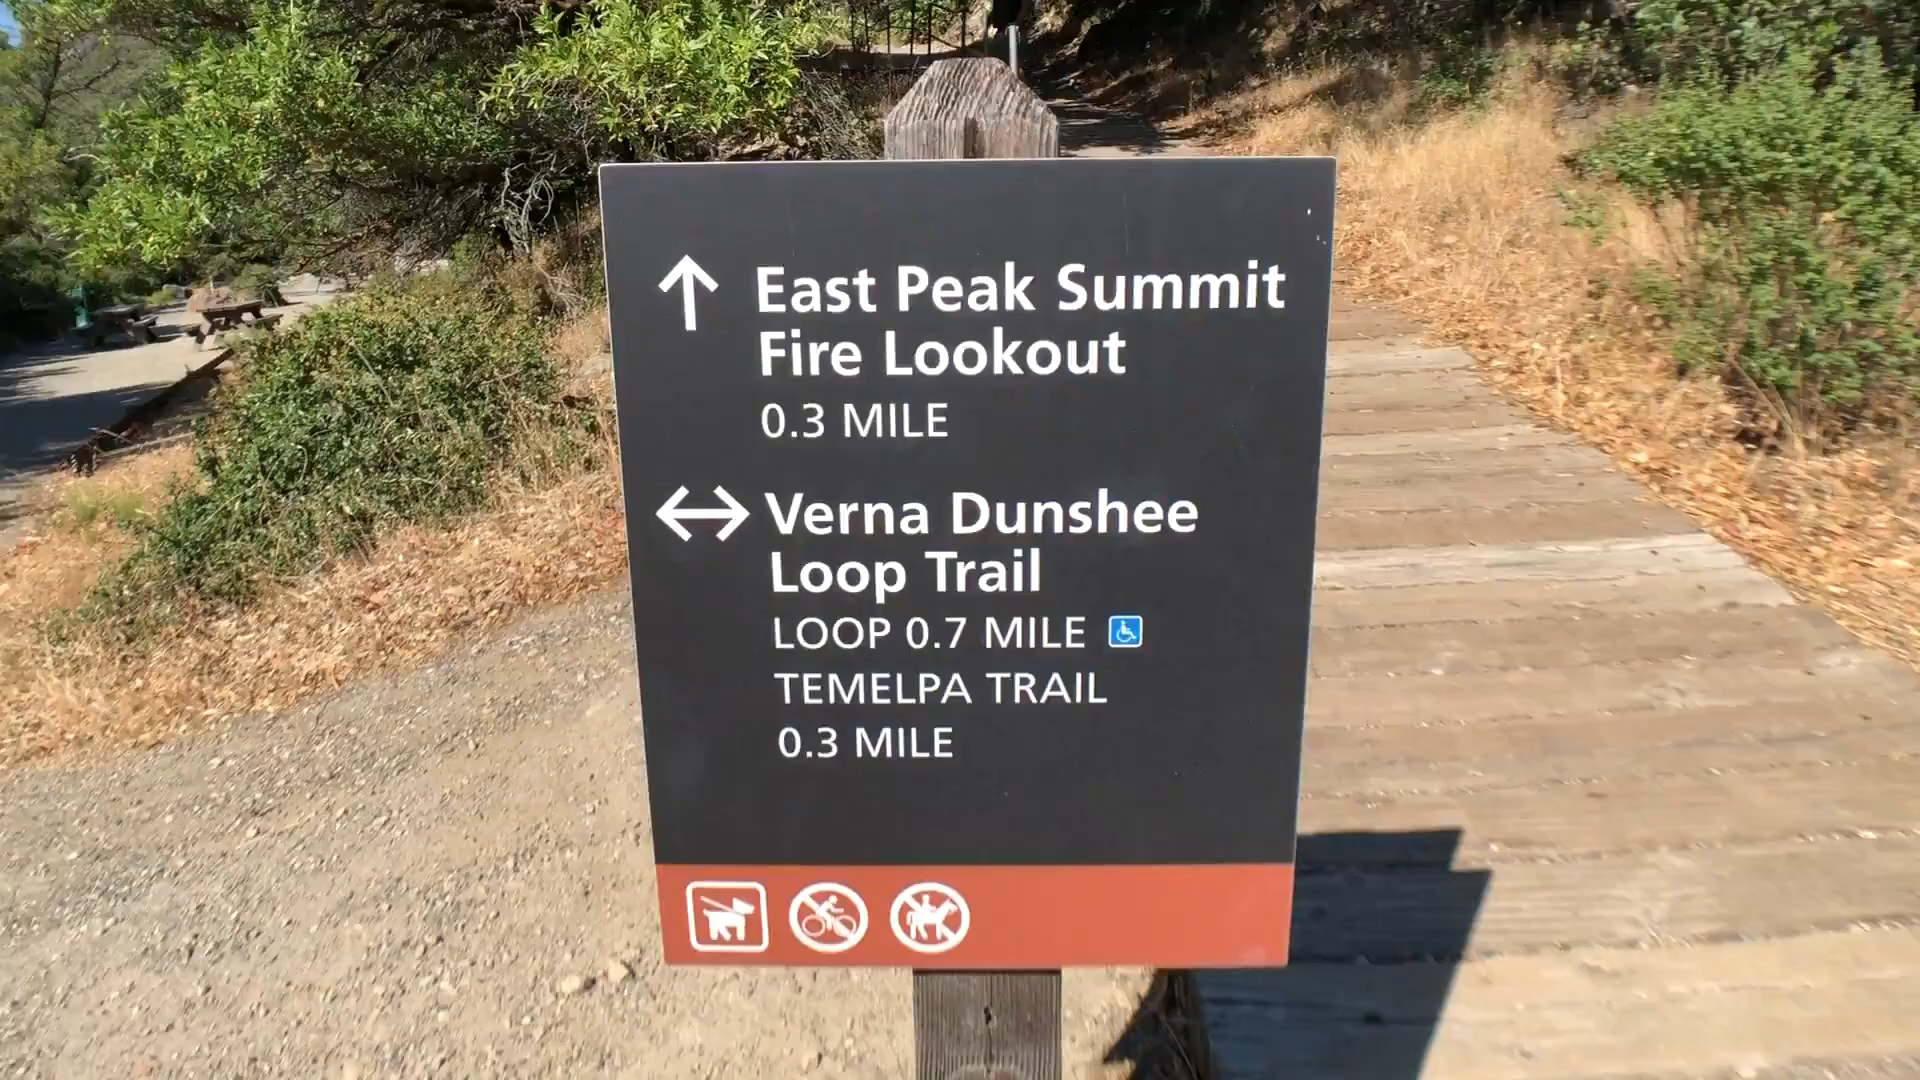 East Peak Summit
Fire Lookout
0.3 MILE
Verna Dunshee
Loop Trail
LOOP 0.7 MILE
TEMELPA TRAIL
0.3 MILE